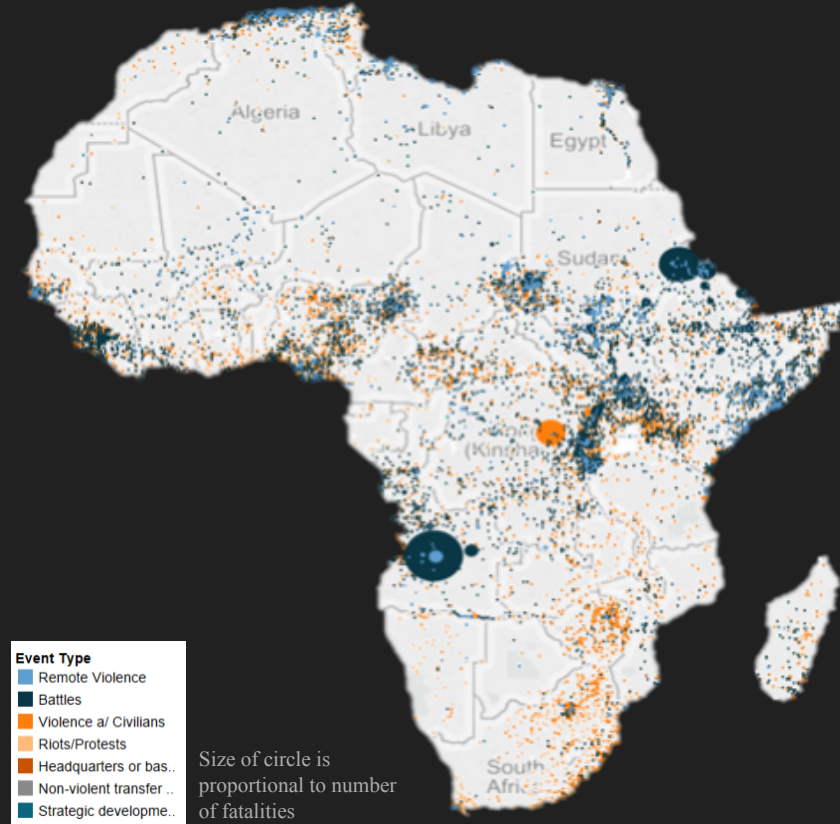 Algeria
Libya
Egypt
Sudan
(Kinsha
South
Afri
Event Type
Remote Violence
Battles
Violence a/ Civilians
Riots/Protests
Headquarters or bas..
Non-violent transfer ..
Strategic developme..
Size of circle is
proportional to number
of fatalities